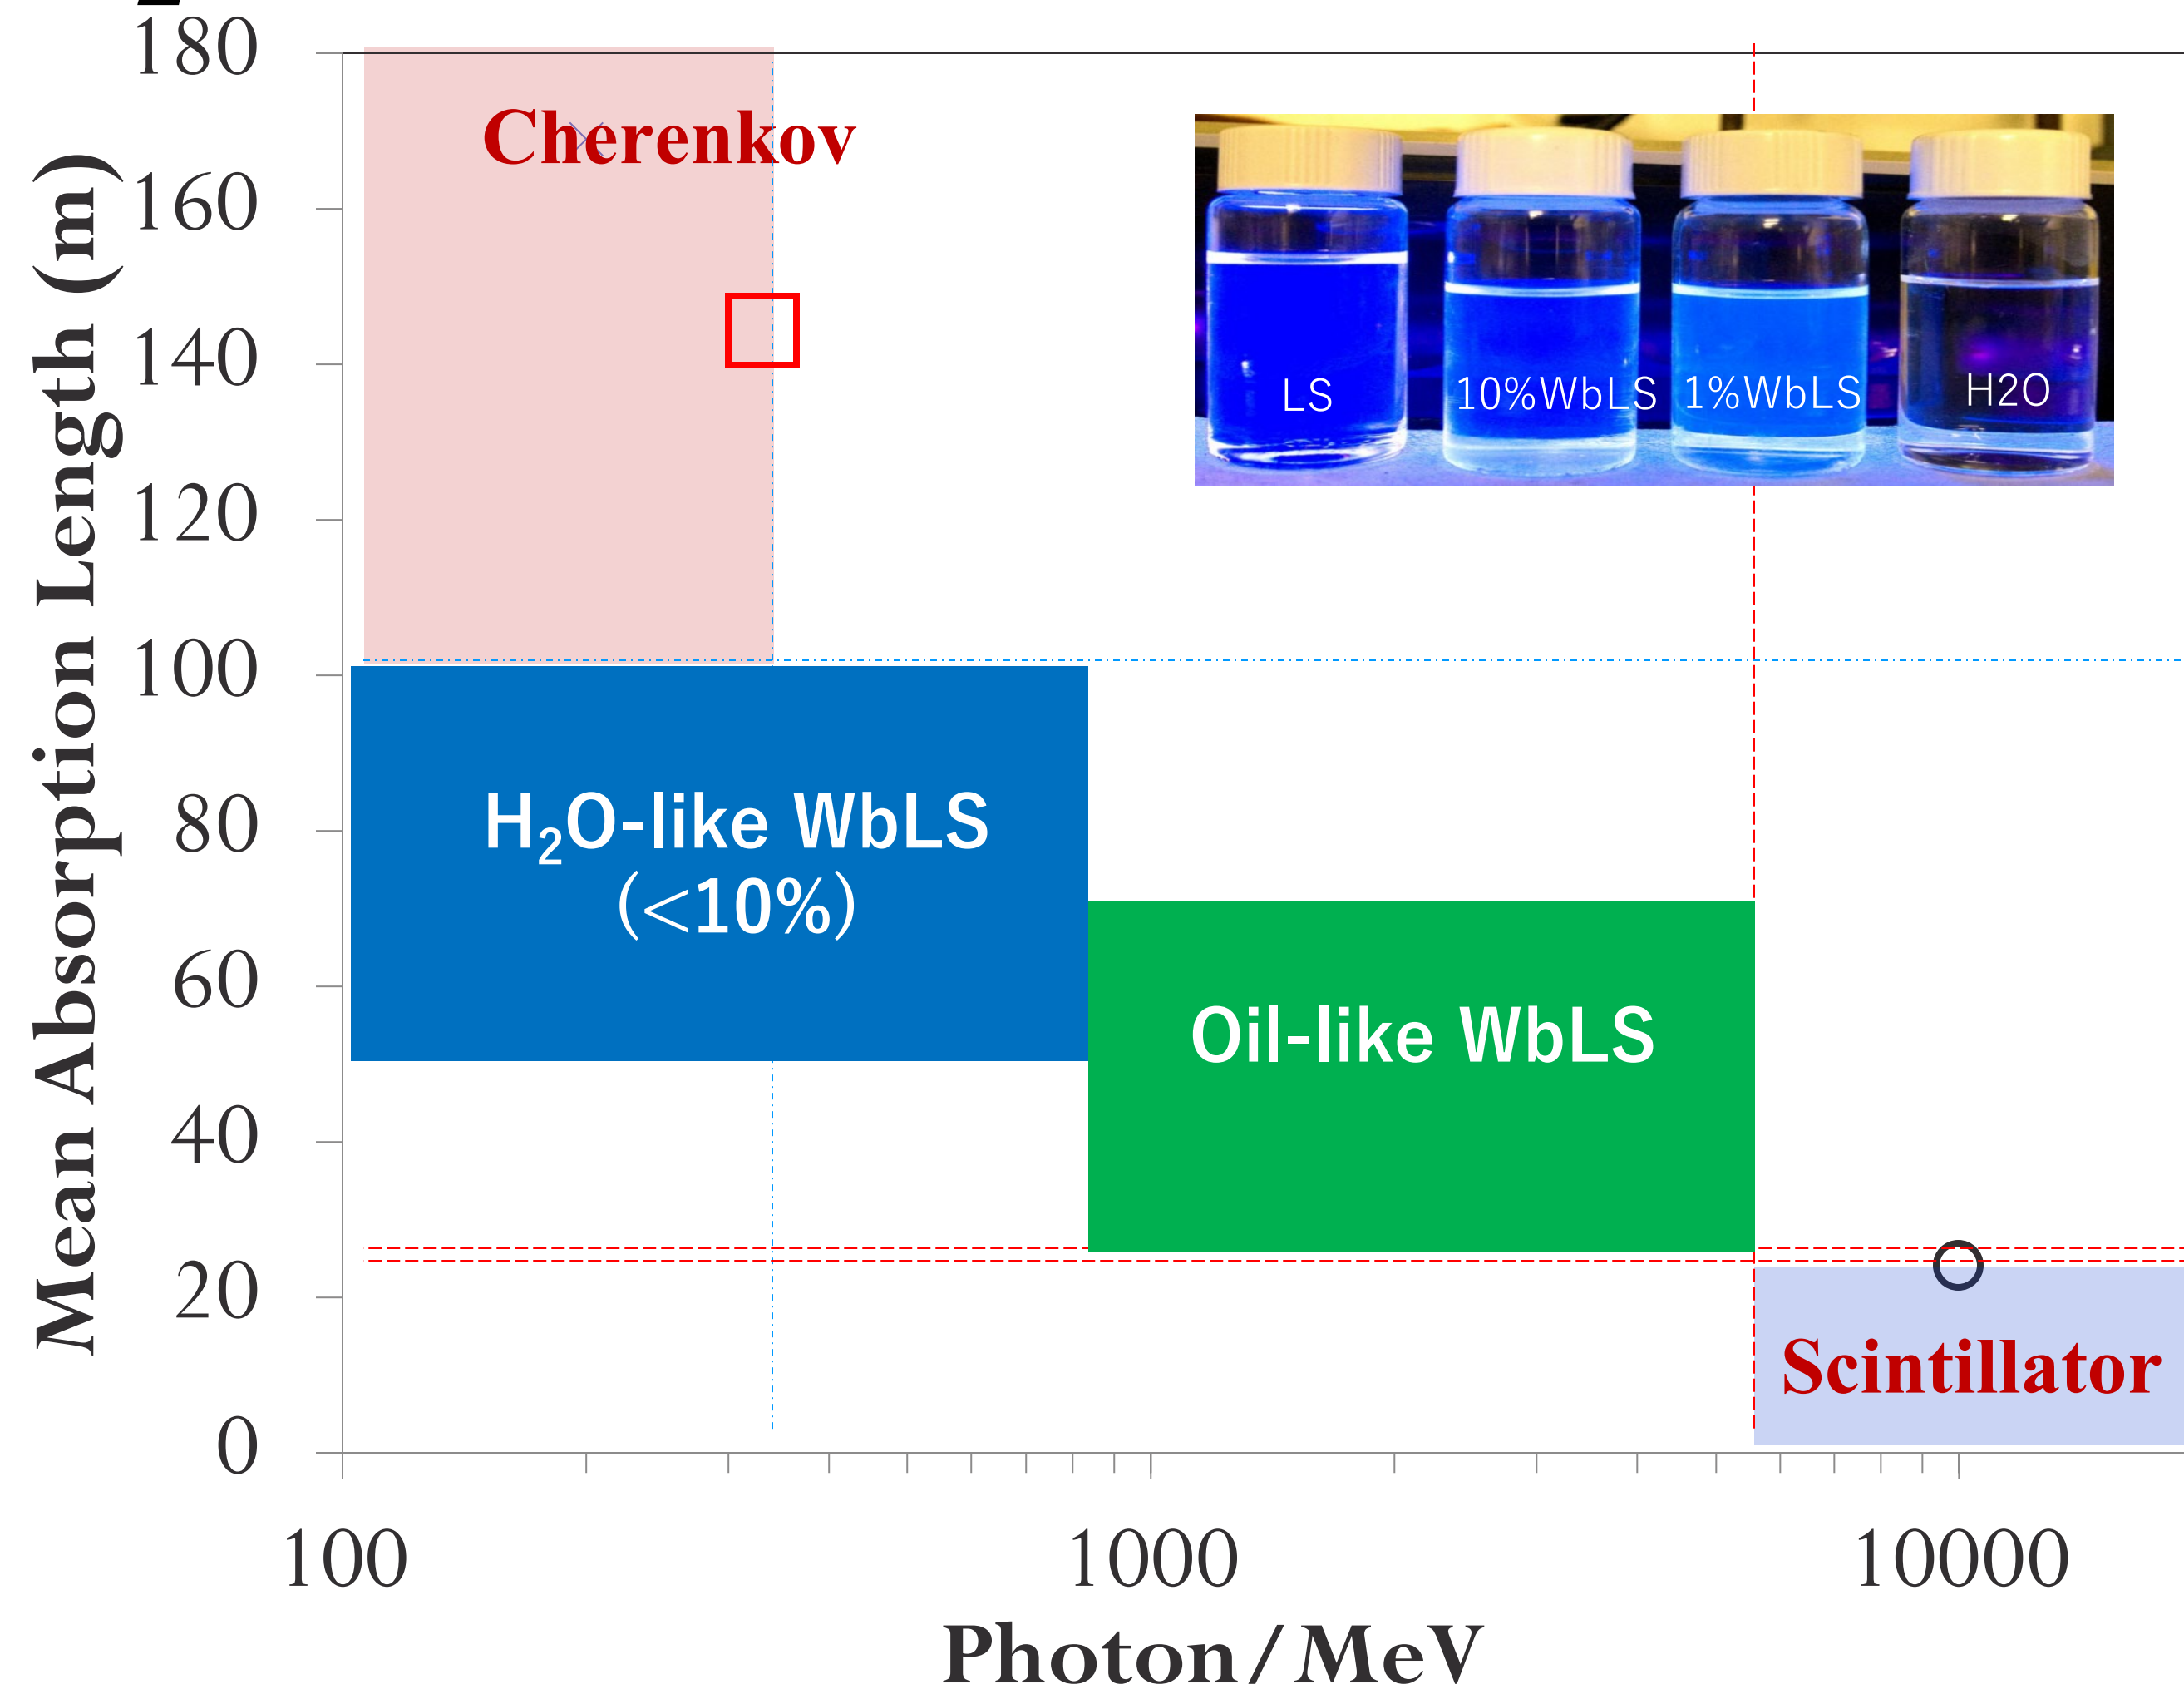 180
160
140
120
100
80
60
40
20
0
Mean Absorption Length (m)
Cherenkov
LS
10%WbLS
1%WbLS
H2O
H₂O-like WbLS
(<10%)
Oil-like WbLS
Scintillator
100
1000
10000
Photon/MeV